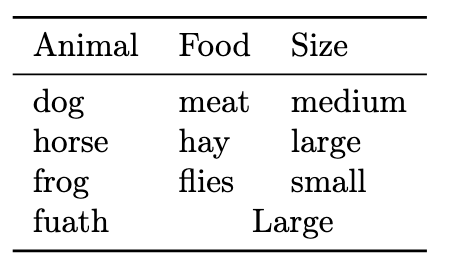 Animal Food Size
dog meat medium
horse hay large
frog flies small
fuath Large